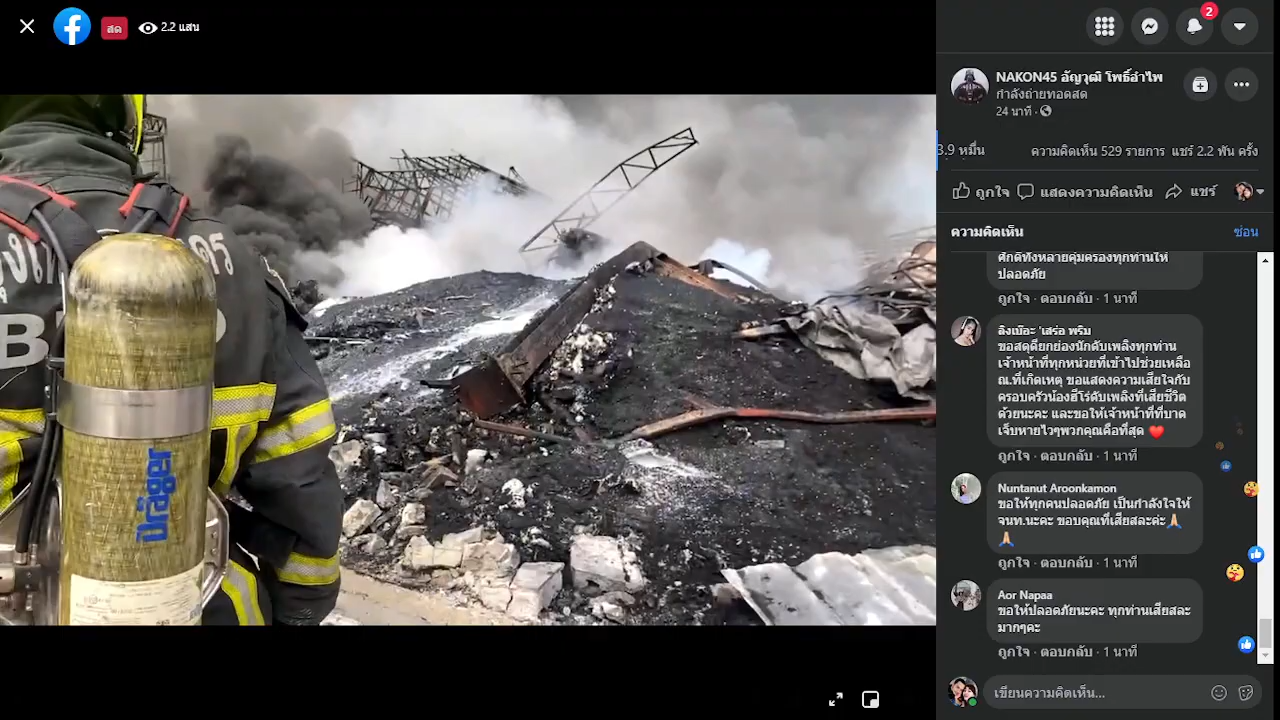 สด
2.2 แสน
2
NAKON45 อัญวุฒิ โพธิ์อำไพ
กำลังถ่ายทอดสด
24 นาที ·
3.9 หมื่น
ความคิดเห็น 529 รายการ แชร์ 2.2 พัน ครั้ง
ถูกใจ แสดงความคิดเห็น แชร์
ความคิดเห็น ซ่อน
ศักดิ์ทั้งหลายคุ้มครองทุกท่านให้
ปลอดภัย
ถูกใจ · ตอบกลับ · 1 นาที
ลิงเบ๊อะ 'เสร่อ พริม
ขอสดุดียกย่องนักดับเพลิงทุกท่าน
เจ้าหน้าที่ทุกหน่วยที่เข้าไปช่วยเหลือ
ณ.ที่เกิดเหตุ ขอแสดงความเสียใจกับ
ครอบครัวน้องฮีโร่ดับเพลิงที่เสียชีวิต
ด้วยนะคะ และขอให้เจ้าหน้าที่ที่บาด
เจ็บหายไวๆพวกคุณคือที่สุด ❤️
ถูกใจ · ตอบกลับ · 1 นาที
Nuntanut Aroonkamon
ขอให้ทุกคนปลอดภัย เป็นกำลังใจให้
จนท.นะคะ ขอบคุณที่เสียสละค่ะ🙏
🙏
ถูกใจ · ตอบกลับ · 1 นาที
Aor Napaa
ขอให้ปลอดภัยนะคะ ทุกท่านเสียสละ
มากๆคะ
ถูกใจ · ตอบกลับ · 1 นาที
เขียนความคิดเห็น...
Dräger